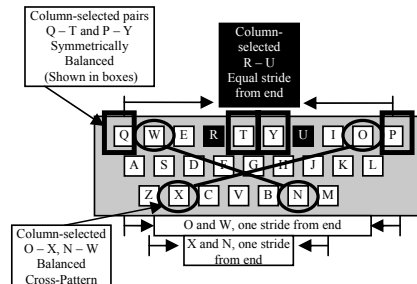 Column-selected pairs
Q – T and P – Y
Symmetrically
Balanced
(Shown in boxes)
Column-
selected
R – U
Equal stride
from end
Q W E R T Y U I O P
A S D F G H J K L
Z X C V B N M
Column-selected
O – X, N – W
Balanced
Cross-Pattern
O and W, one stride from end
X and N, one stride
from end